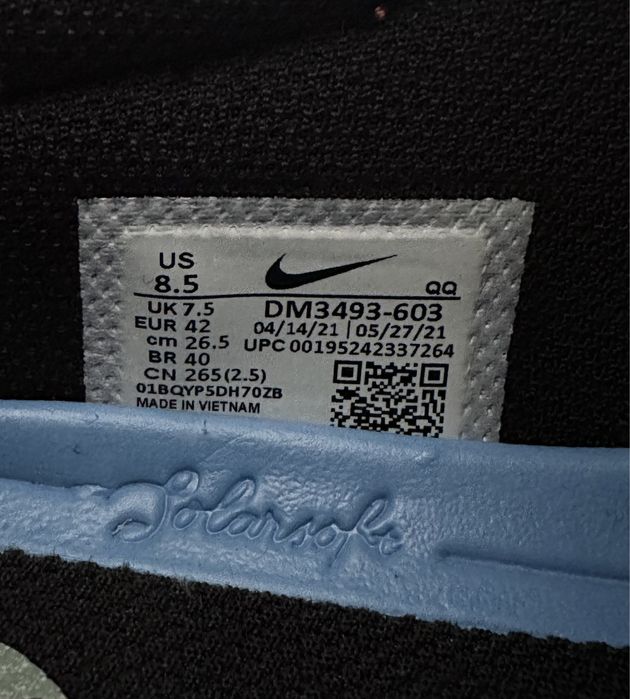 US
8.5
QQ
UK 7.5
DM3493-603
EUR 42
04/14/21 | 05/27/21
cm 26.5
UPC 00195242337264
BR 40
CN 265(2.5)
01BQYP5DH70ZB
MADE IN VIETNAM
Solarsoft